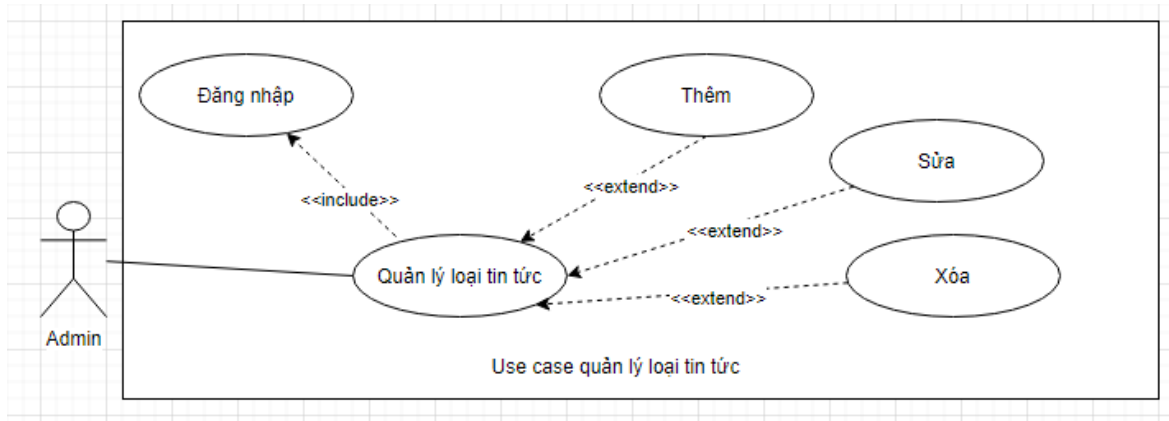 Đăng nhập
Thêm
Sửa
<<extend>>
<<include>>
<<extend>>
Quản lý loại tin tức
Xóa
<<extend>>
Admin
Use case quản lý loại tin tức